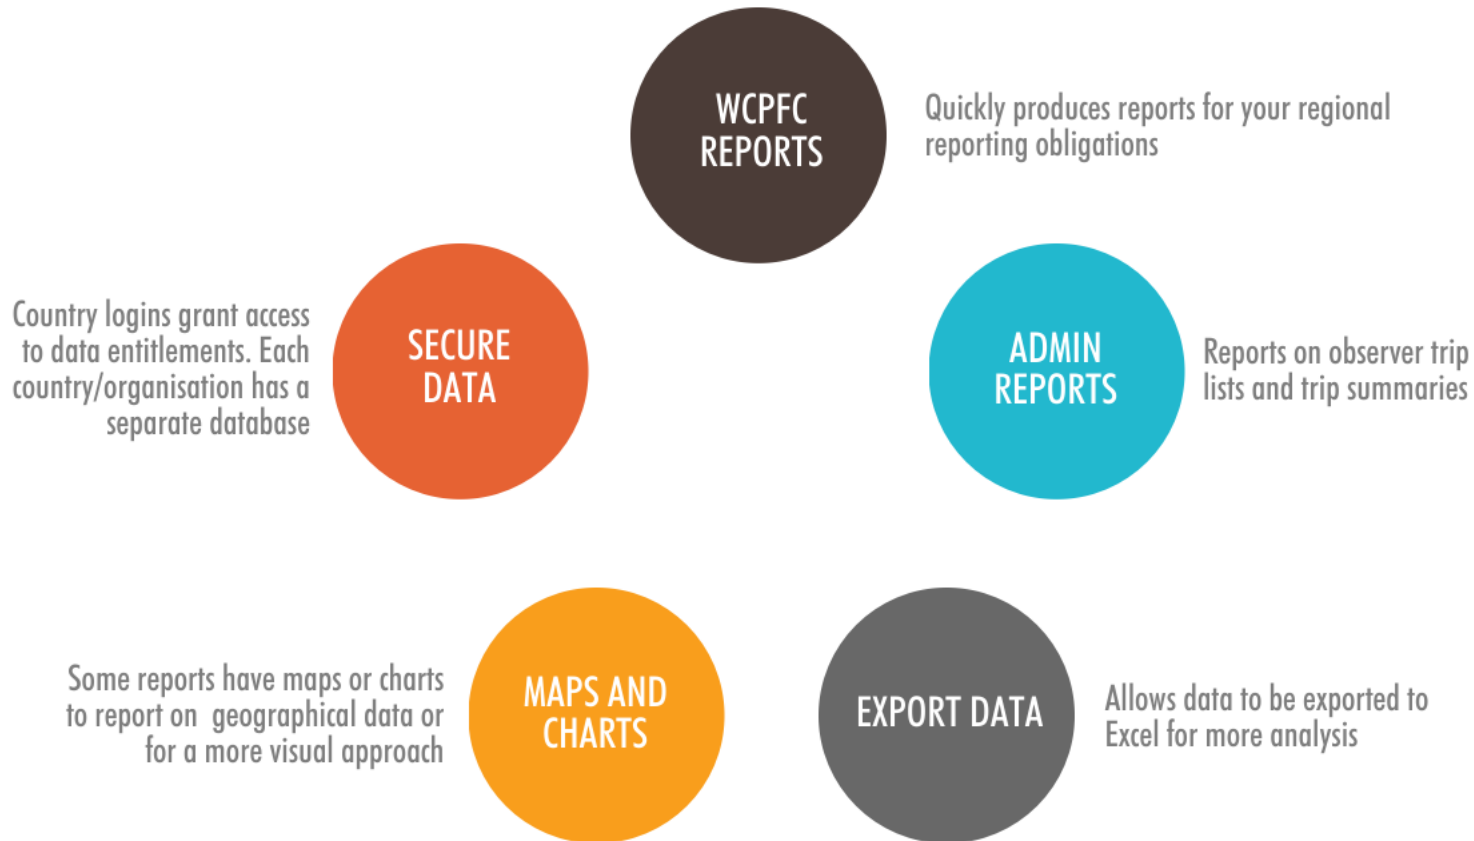 WCPFC
REPORTS
Quickly produces reports for your regional
reporting obligations
Country logins grant access
to data entitlements. Each
country/organisation has a
separate database
SECURE
DATA
ADMIN
REPORTS
Reports on observer trip
lists and trip summaries
Some reports have maps or charts
to report on  geographical data or
for a more visual approach
MAPS AND
CHARTS
EXPORT DATA
Allows data to be exported to
Excel for more analysis